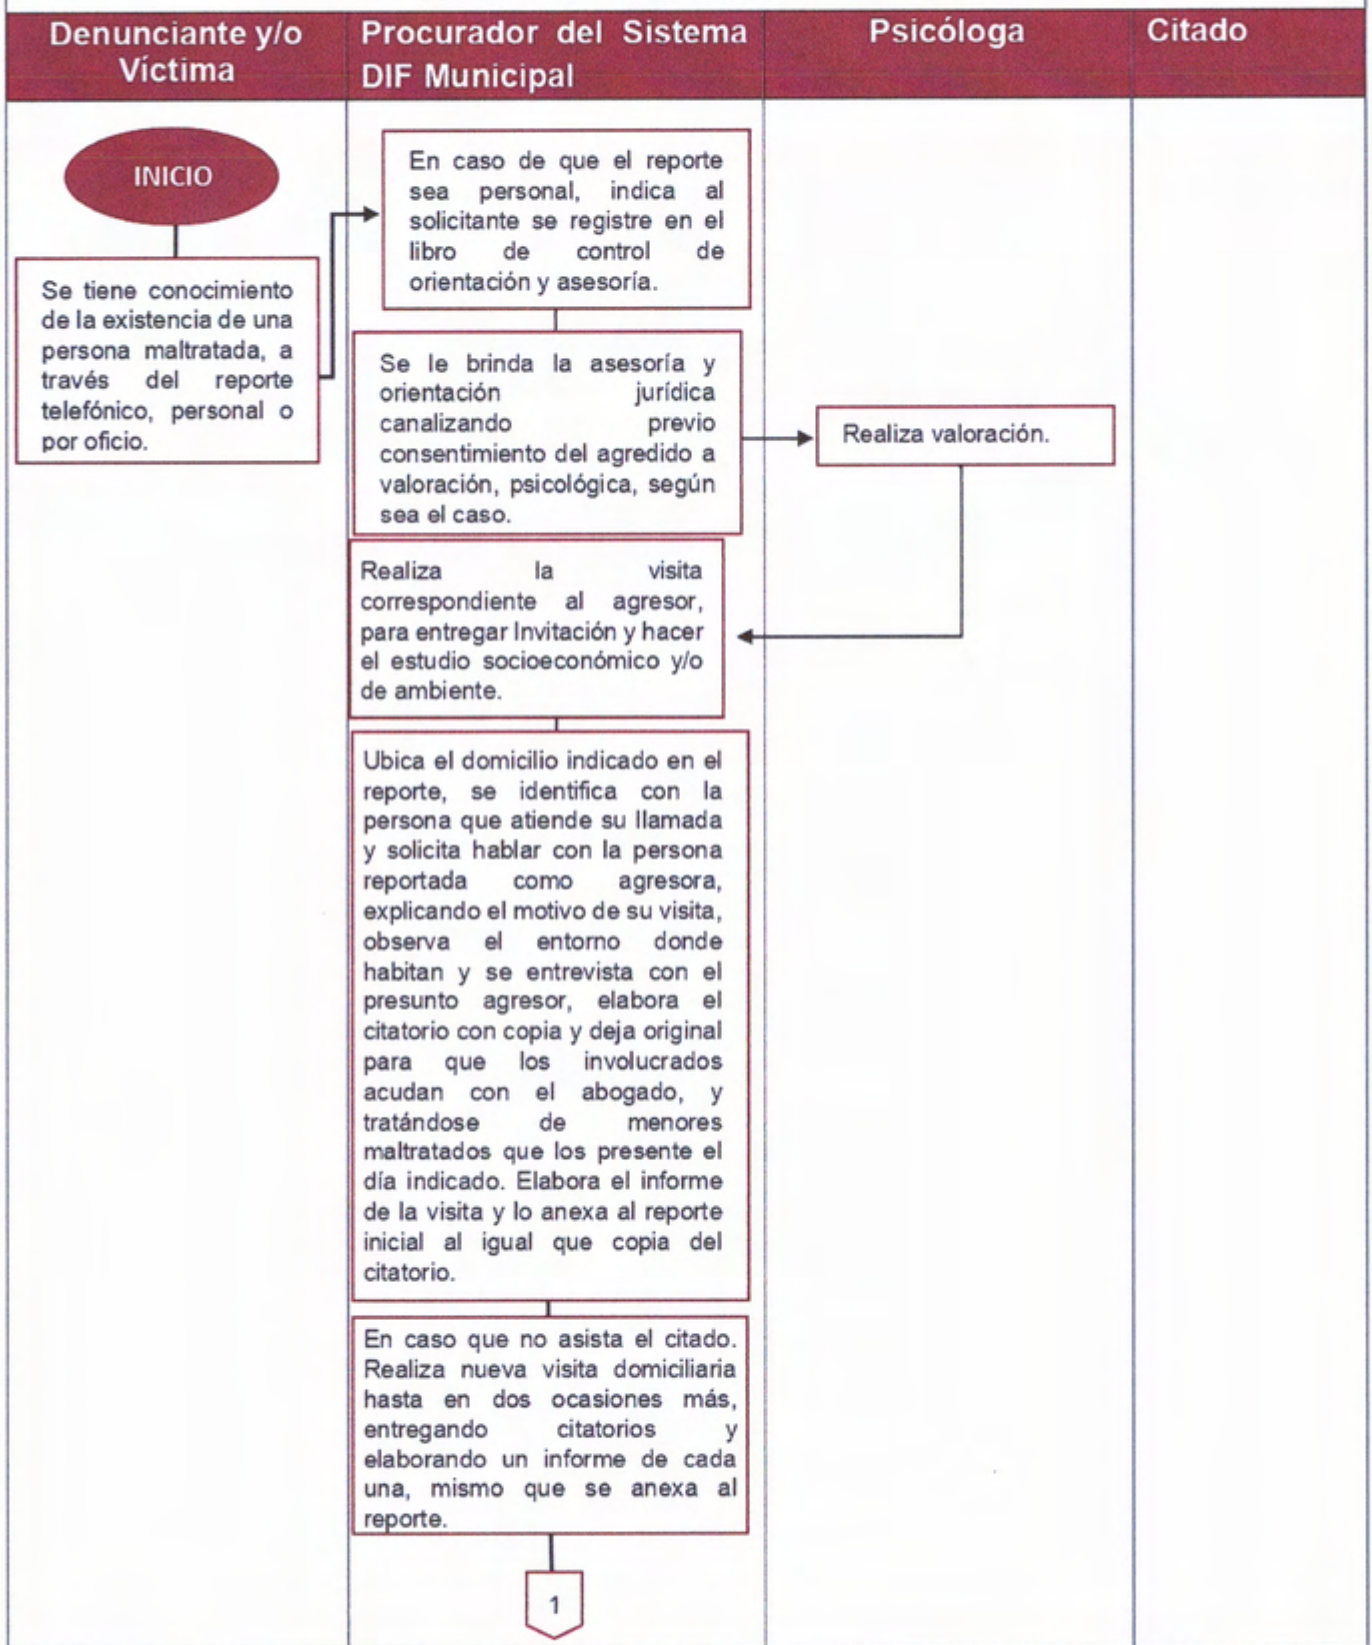 Denunciante y/o
Víctima
Procurador del Sistema
DIF Municipal
Psicóloga
Citado
INICIO
Se tiene conocimiento
de la existencia de una
persona maltratada, a
través del reporte
telefónico, personal o
por oficio.
En caso de que el reporte
sea personal, indica al
solicitante se registre en el
libro de control de
orientación y asesoría.
Se le brinda la asesoría y
orientación jurídica
canalizando previo
consentimiento del agredido a
valoración, psicológica, según
sea el caso.
Realiza valoración.
Realiza la visita
correspondiente al agresor,
para entregar Invitación y hacer
el estudio socioeconómico y/o
de ambiente.
Ubica el domicilio indicado en el
reporte, se identifica con la
persona que atiende su llamada
y solicita hablar con la persona
reportada como agresora,
explicando el motivo de su visita,
observa el entorno donde
habitan y se entrevista con el
presunto agresor, elabora el
citatorio con copia y deja original
para que los involucrados
acudan con el abogado, y
tratándose de menores
maltratados que los presente el
día indicado. Elabora el informe
de la visita y lo anexa al reporte
inicial al igual que copia del
citatorio.
En caso que no asista el citado.
Realiza nueva visita domiciliaria
hasta en dos ocasiones más,
entregando citatorios y
elaborando un informe de cada
una, mismo que se anexa al
reporte.
1